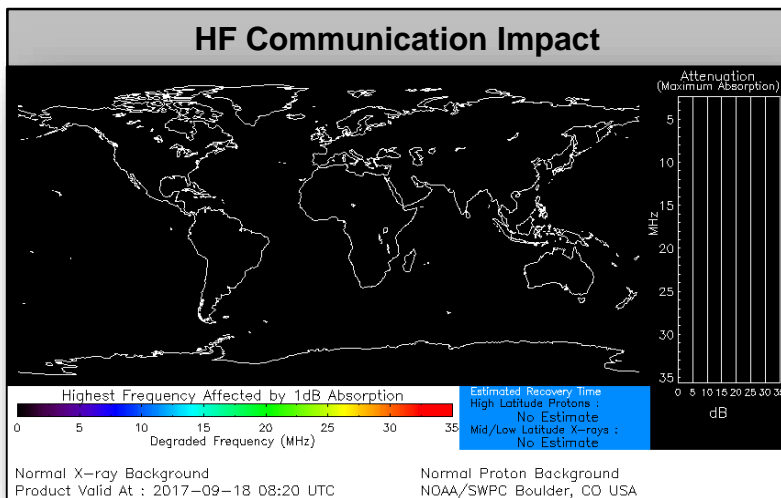 HF Communication Impact
Attenuation
(Maximum Absorption)
5
10
15
20
25
30
35
MHz
0 5 10 15 20 25 30 35
dB
Highest Frequency Affected by 1dB Absorption
0 5 10 15 20 25 30 35
Degraded Frequency (MHz)
Estimated Recovery Time
High Latitude Protons :
No Estimate
Mid/Low Latitude X-rays :
No Estimate
Normal X-ray Background
Normal Proton Background
Product Valid At : 2017-09-18 08:20 UTC
NOAA/SWPC Boulder, CO USA